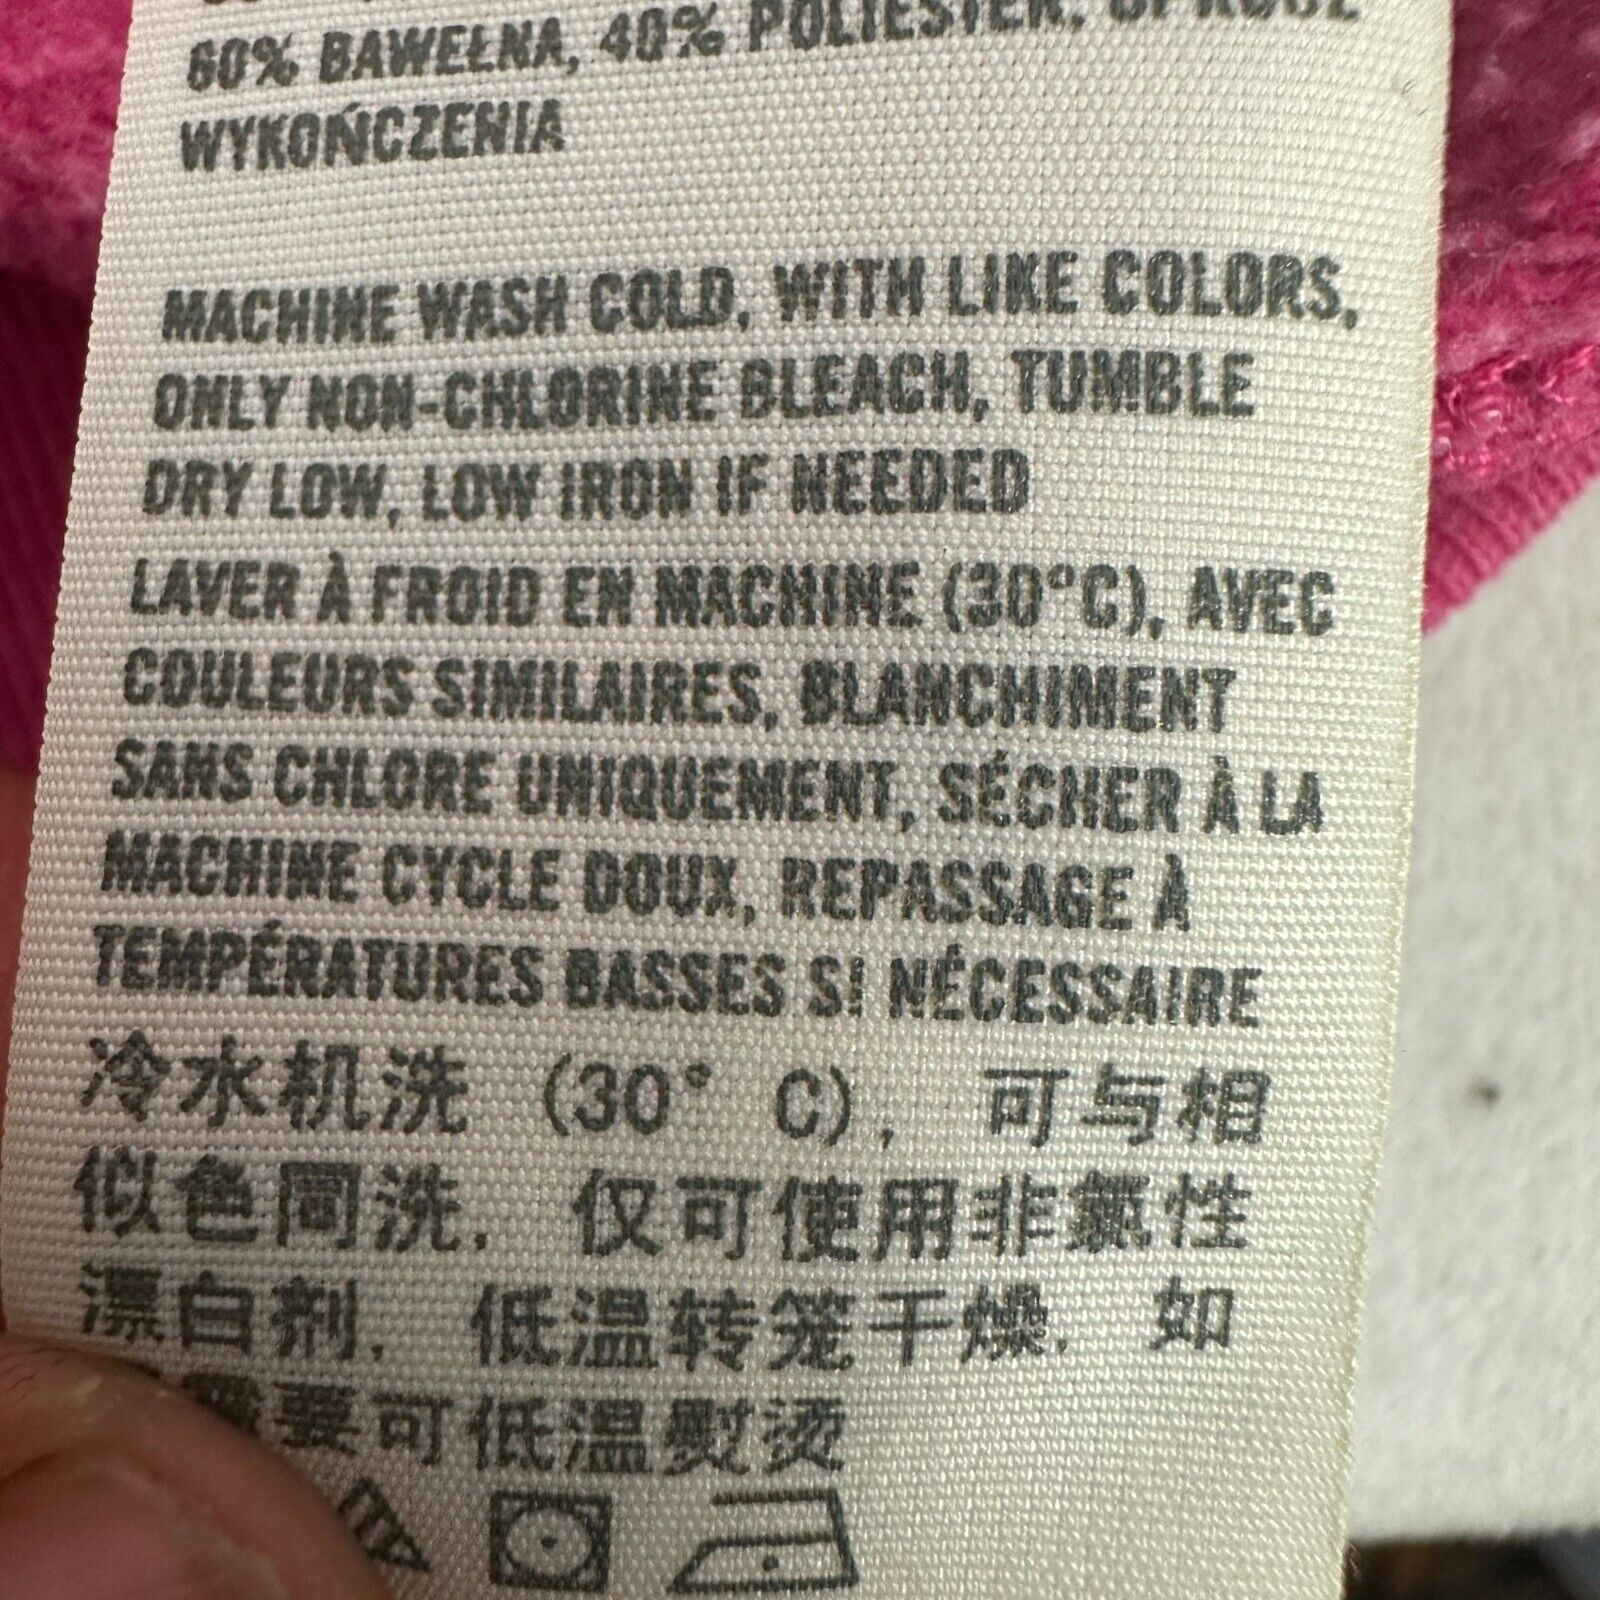 60% BAWEŁNA, 40% POLIESTER. OPRÓCZ
WYKOŃCZENIA
MACHINE WASH COLD, WITH LIKE COLORS,
ONLY NON-CHLORINE BLEACH, TUMBLE
DRY LOW, LOW IRON IF NEEDED
LAVER À FROID EN MACHINE (30°C), AVEC
COULEURS SIMILAIRES, BLANCHIMENT
SANS CHLORE UNIQUEMENT, SÉCHER À LA
MACHINE CYCLE DOUX, REPASSAGE À
TEMPÉRATURES BASSES SI NÉCESSAIRE
冷水机洗 (30° C), 可与相
似色同洗, 仅可使用非氯性
漂白剂, 低温转笼干燥, 如
需要可低温熨烫